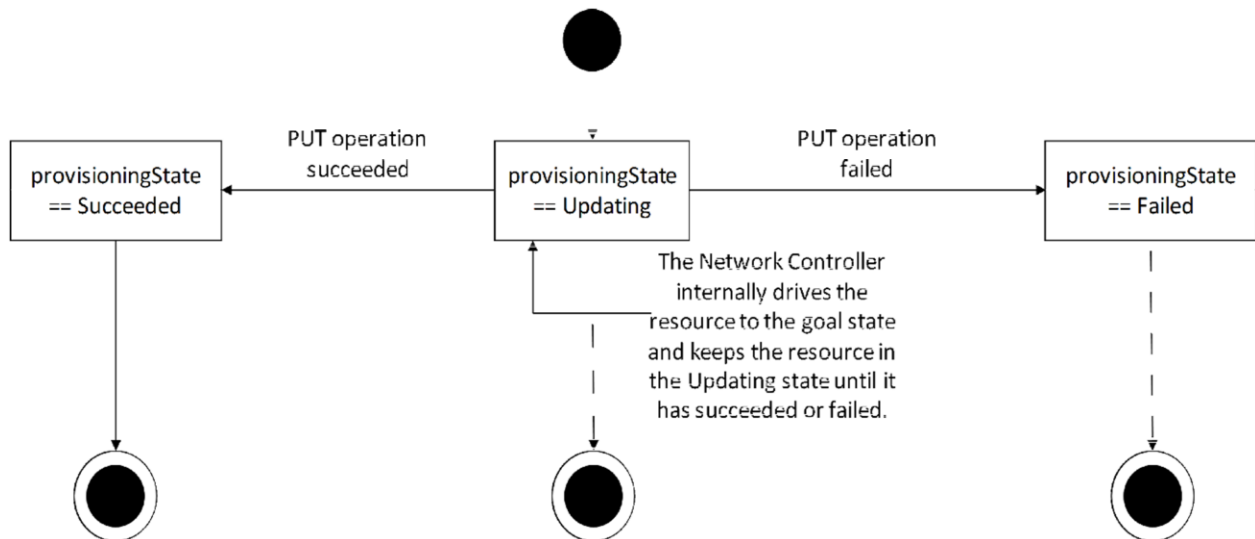 PUT operation
succeeded
PUT operation
failed
provisioningState
== Succeeded
provisioningState
== Updating
provisioningState
== Failed
The Network Controller
internally drives the
resource to the goal state
and keeps the resource in
the Updating state until it
has succeeded or failed.